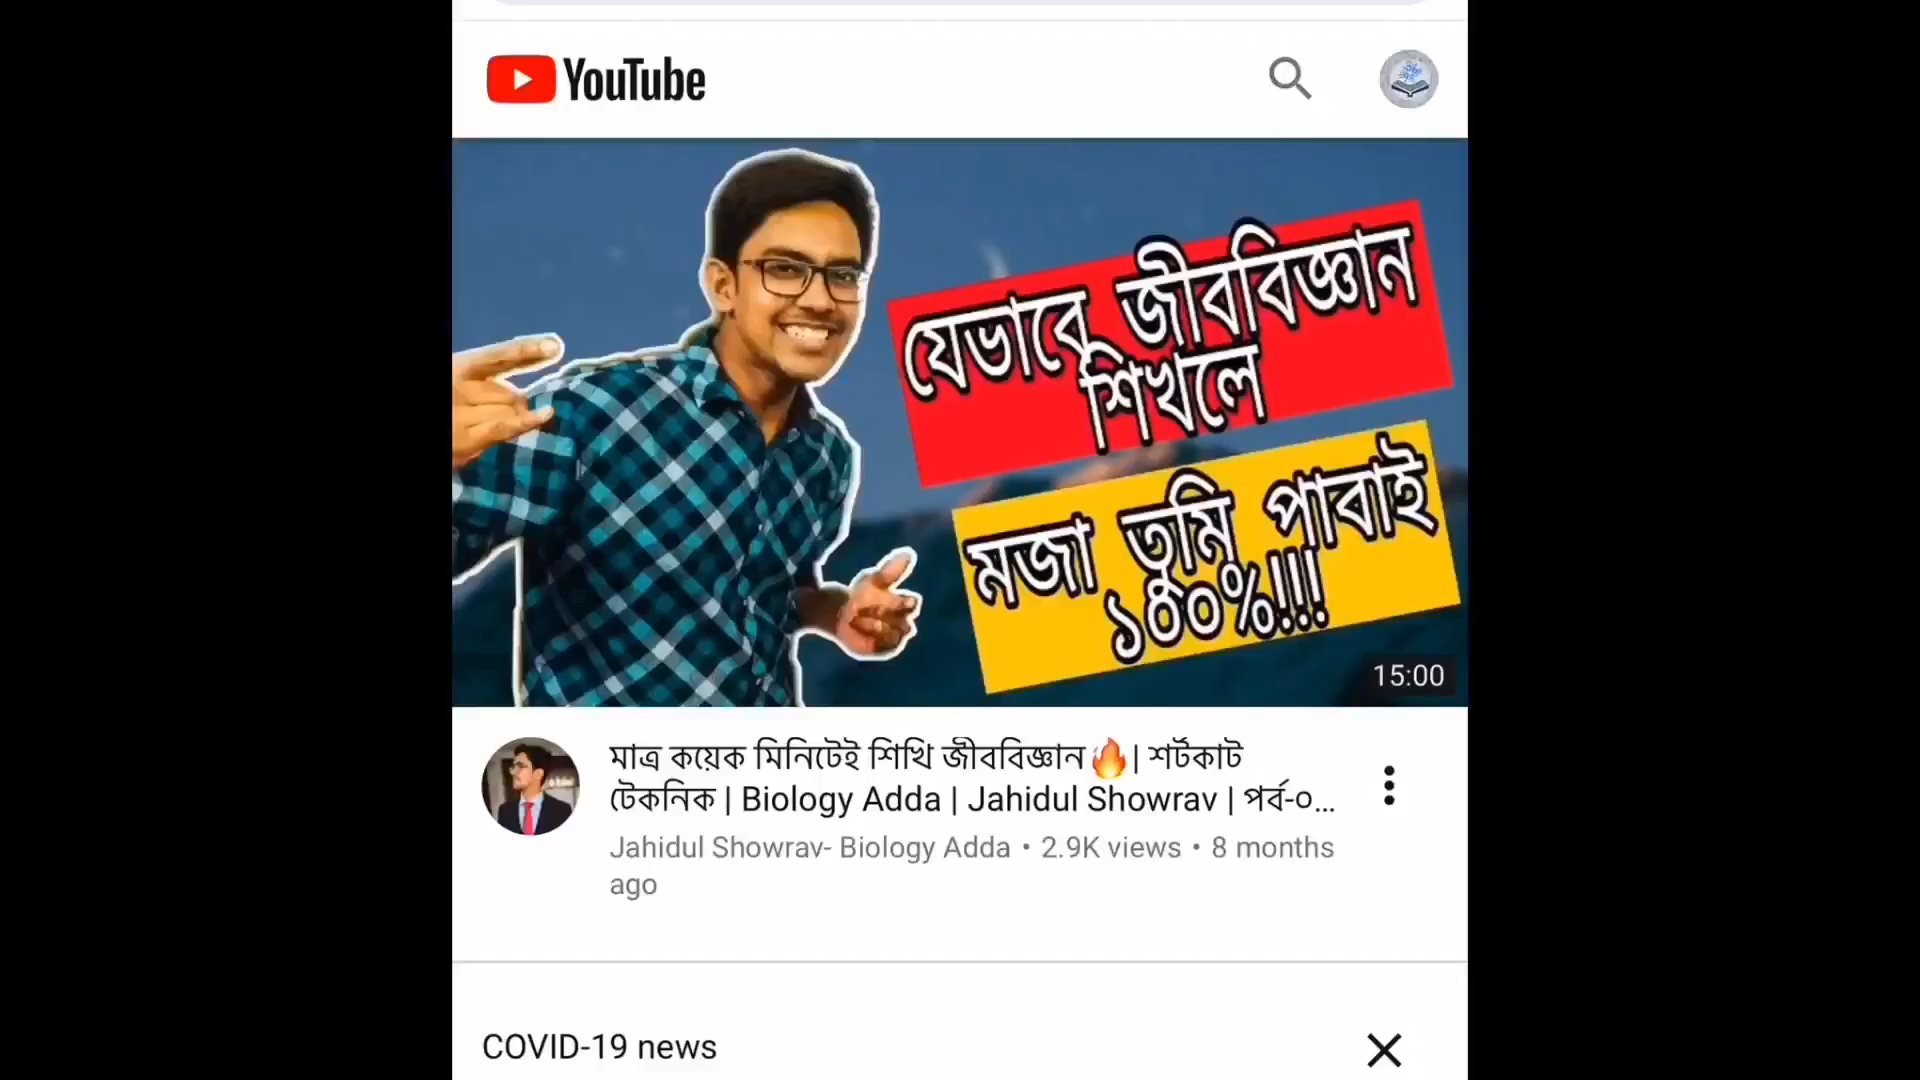 YouTube
যেভাবে জীববিজ্ঞান
শিখলে
মজা তুমি পাবাই
১০০%!!!
15:00
মাত্র কয়েক মিনিটেই শিখি জীববিজ্ঞান🔥| শর্টকাট
টেকনিক | Biology Adda | Jahidul Showrav | পর্ব-০...
Jahidul Showrav- Biology Adda • 2.9K views • 8 months
ago
COVID-19 news